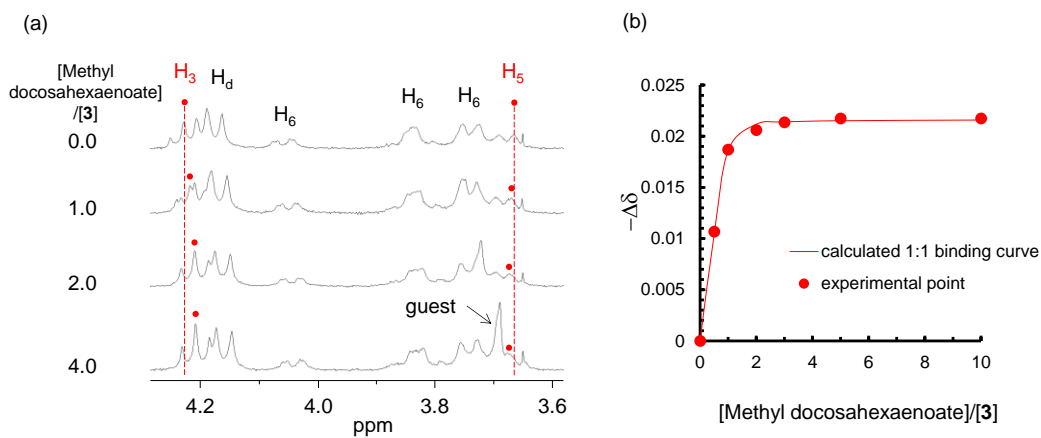 (a)
(b)
[Methyl
docosahexaenoate]
/[3]
H3
Hd
H6
H6
H6
H5
0.0
1.0
2.0
4.0
guest
4.2
4.0
3.8
3.6
ppm
−Δδ
0.025
0.02
0.015
0.01
0.005
0
0
2
4
6
8
10
calculated 1:1 binding curve
experimental point
[Methyl docosahexaenoate]/[3]